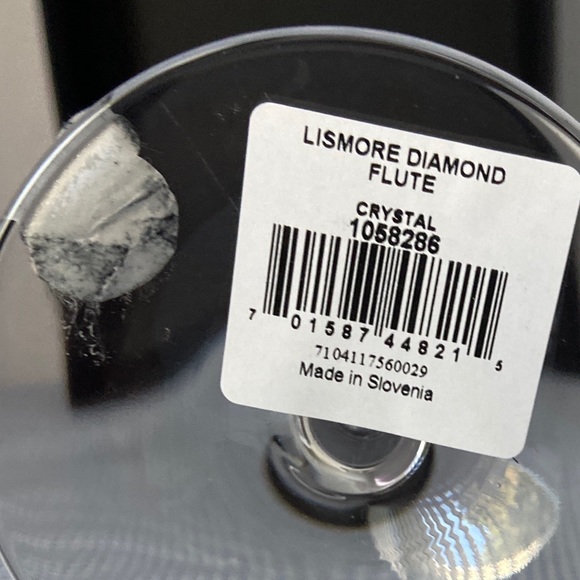 LISMORE DIAMOND
FLUTE
CRYSTAL
1058286
7 01587 44821 5
7104117560029
Made in Slovenia